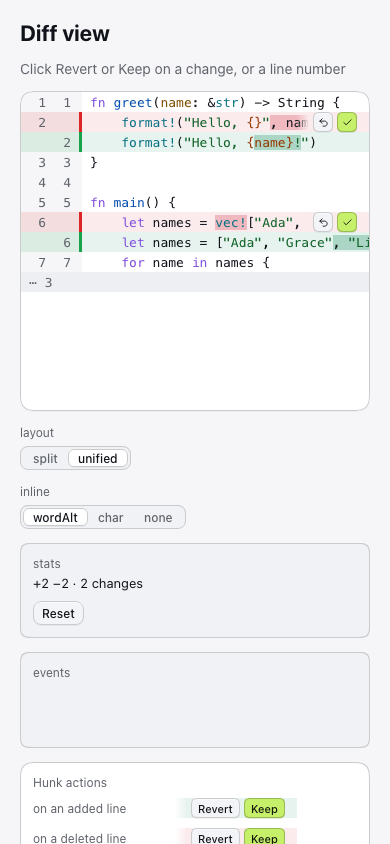 Diff view
Click Revert or Keep on a change, or a line number
1 1 fn greet(name: &str) -> String {
2 format!("Hello, {}", nam
2 format!("Hello, {name}!")
3 3 }
4 4
5 5 fn main() {
6 let names = vec!["Ada",
6 let names = ["Ada", "Grace", "Li
7 7 for name in names {
⋯ 3
layout
split unified
inline
wordAlt char none
stats
+2 −2 · 2 changes
Reset
events
Hunk actions
on an added line Revert Keep
on a deleted line Revert Keep